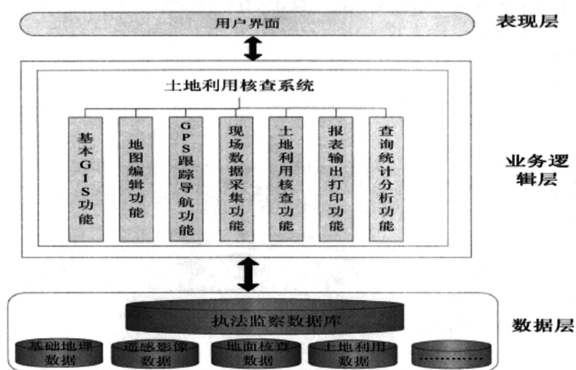 用户界面
表现层
土地利用核查系统
基本GIS功能
地图编辑功能
GPS跟踪导航功能
现场数据采集功能
土地利用核查功能
报表输出打印功能
查询统计分析功能
业务逻
辑层
执法监察数据库
数据层
基础地理
数据
遥感影像
数据
地面核查
数据
土地利用
数据
............